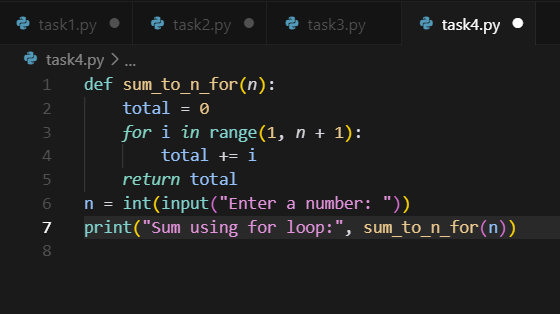 task1.py task2.py task3.py task4.py
task4.py > ...
1 def sum_to_n_for(n):
2     total = 0
3     for i in range(1, n + 1):
4         total += i
5     return total
6 n = int(input("Enter a number: "))
7 print("Sum using for loop:", sum_to_n_for(n))
8